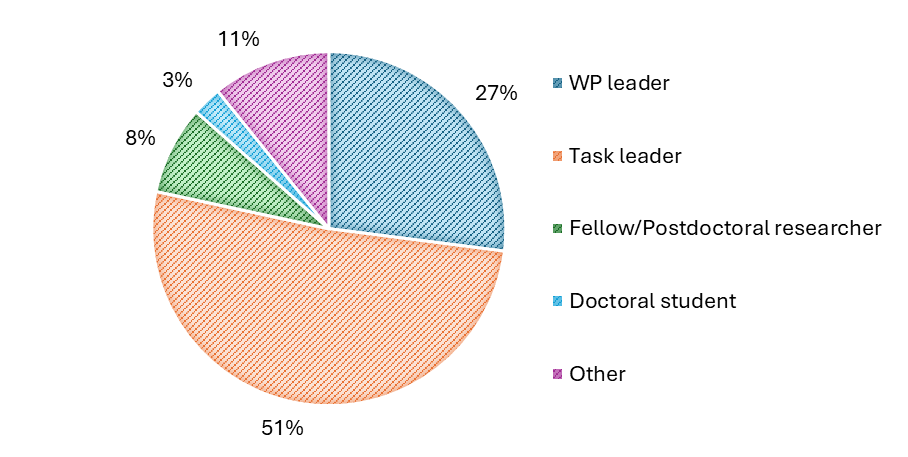 11%
3%
27%
8%
51%
WP leader
Task leader
Fellow/Postdoctoral researcher
Doctoral student
Other